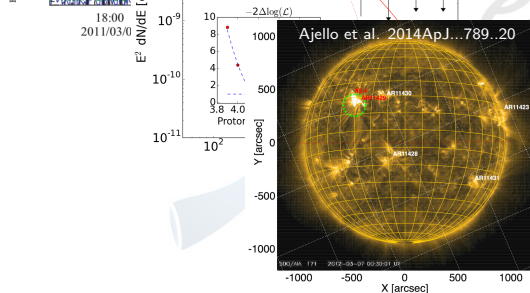 18:00
2011/03/0
E² dN/dE [
10⁻⁹
10⁻¹⁰
10⁻¹¹
10²
−2Δlog(ℒ)
10
8
6
4
2
0
3.8 4.0
Proton
Ajello et al. 2014ApJ...789..20
Y [arcsec]
1000
500
0
-500
-1000
AR11430
AR11423
AR11428
AR11431
SDO/AIA 171 2012-03-07 00:30:01 UT
-1000 -500 0 500 1000
X [arcsec]